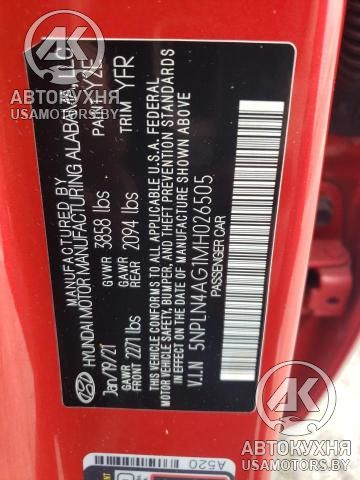 AK
АВТОКУХНЯ
USAMOTORS.BY
MANUFACTURED BY
HYUNDAI MOTOR MANUFACTURING ALABAMA, LLC
Jan/19/21
GVWR 3858 lbs
PAINT Y2E
GAWR FRONT 2271 lbs
GAWR REAR 2094 lbs
TRIM YFR
THIS VEHICLE CONFORMS TO ALL APPLICABLE U.S.A. FEDERAL
MOTOR VEHICLE SAFETY, BUMPER, AND THEFT PREVENTION STANDARDS
IN EFFECT ON THE DATE OF MANUFACTURE SHOWN ABOVE.
V.I.N 5NPLN4AG1MH026505
PASSENGER CAR
A520
AK
АВТОКУХНЯ
USAMOTORS.BY